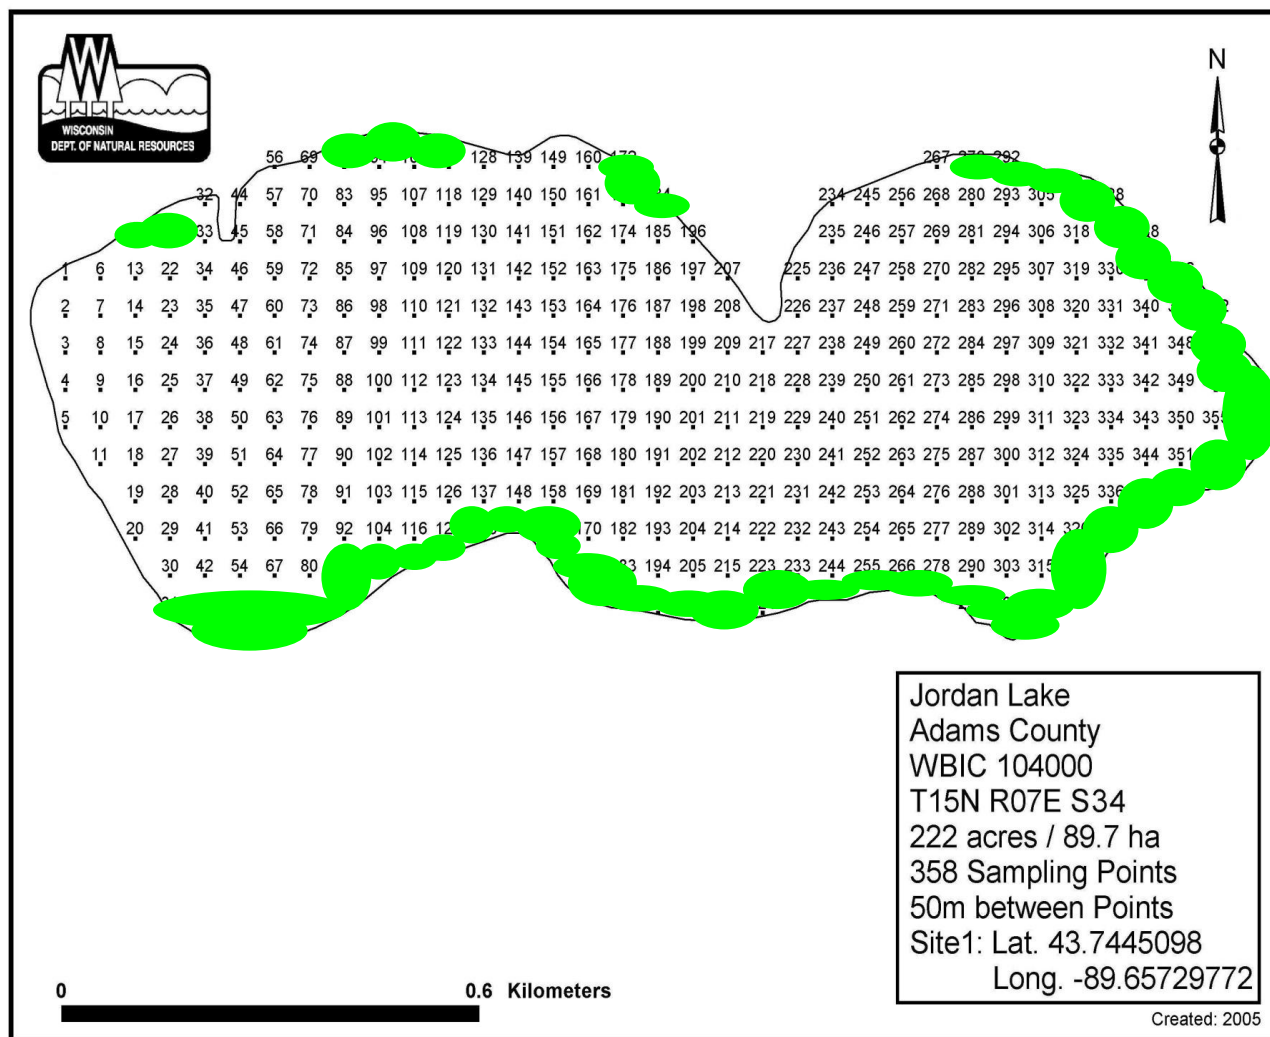 N
WISCONSIN
DEPT. OF NATURAL RESOURCES
56 69 128 139 149 160 267 292
32 44 57 70 83 95 107 118 129 140 150 161 234 245 256 268 280 293
33 45 58 71 84 96 108 119 130 141 151 162 174 185 196 235 246 257 269 281 294 306 318
1 6 13 22 34 46 59 72 85 97 109 120 131 142 152 163 175 186 197 207 225 236 247 258 270 282 295 307 319 330
2 7 14 23 35 47 60 73 86 98 110 121 132 143 153 164 176 187 198 208 226 237 248 259 271 283 296 308 320 331 340
3 8 15 24 36 48 61 74 87 99 111 122 133 144 154 165 177 188 199 209 217 227 238 249 260 272 284 297 309 321 332 341 348
4 9 16 25 37 49 62 75 88 100 112 123 134 145 155 166 178 189 200 210 218 228 239 250 261 273 285 298 310 322 333 342 349
5 10 17 26 38 50 63 76 89 101 113 124 135 146 156 167 179 190 201 211 219 229 240 251 262 274 286 299 311 323 334 343 350 355
11 18 27 39 51 64 77 90 102 114 125 136 147 157 168 180 191 202 212 220 230 241 252 263 275 287 300 312 324 335 344 351
19 28 40 52 65 78 91 103 115 126 137 148 158 169 181 192 203 213 221 231 242 253 264 276 288 301 313 325 336
20 29 41 53 66 79 92 104 116 182 193 204 214 222 232 243 254 265 277 289 302 314
30 42 54 67 80 194 205 215 223 233 244 255 266 278 290 303 315
Jordan Lake
Adams County
WBIC 104000
T15N R07E S34
222 acres / 89.7 ha
358 Sampling Points
50m between Points
Site1: Lat. 43.7445098
Long. -89.65729772
0 0.6 Kilometers
Created: 2005